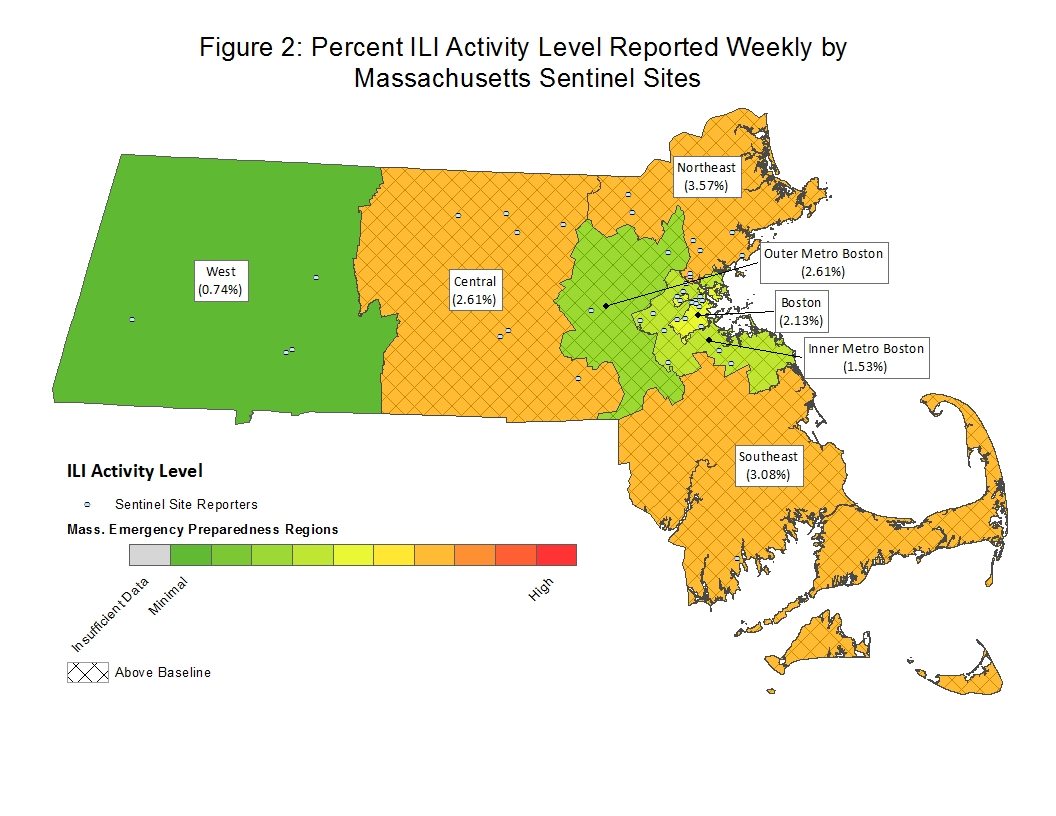 Figure 2: Percent ILI Activity Level Reported Weekly by
Massachusetts Sentinel Sites
Northeast
(3.57%)
Outer Metro Boston
(2.61%)
West
(0.74%)
Central
(2.61%)
Boston
(2.13%)
Inner Metro Boston
(1.53%)
Southeast
(3.08%)
ILI Activity Level
Sentinel Site Reporters
Mass. Emergency Preparedness Regions
Insufficient Data
Minimal
High
Above Baseline